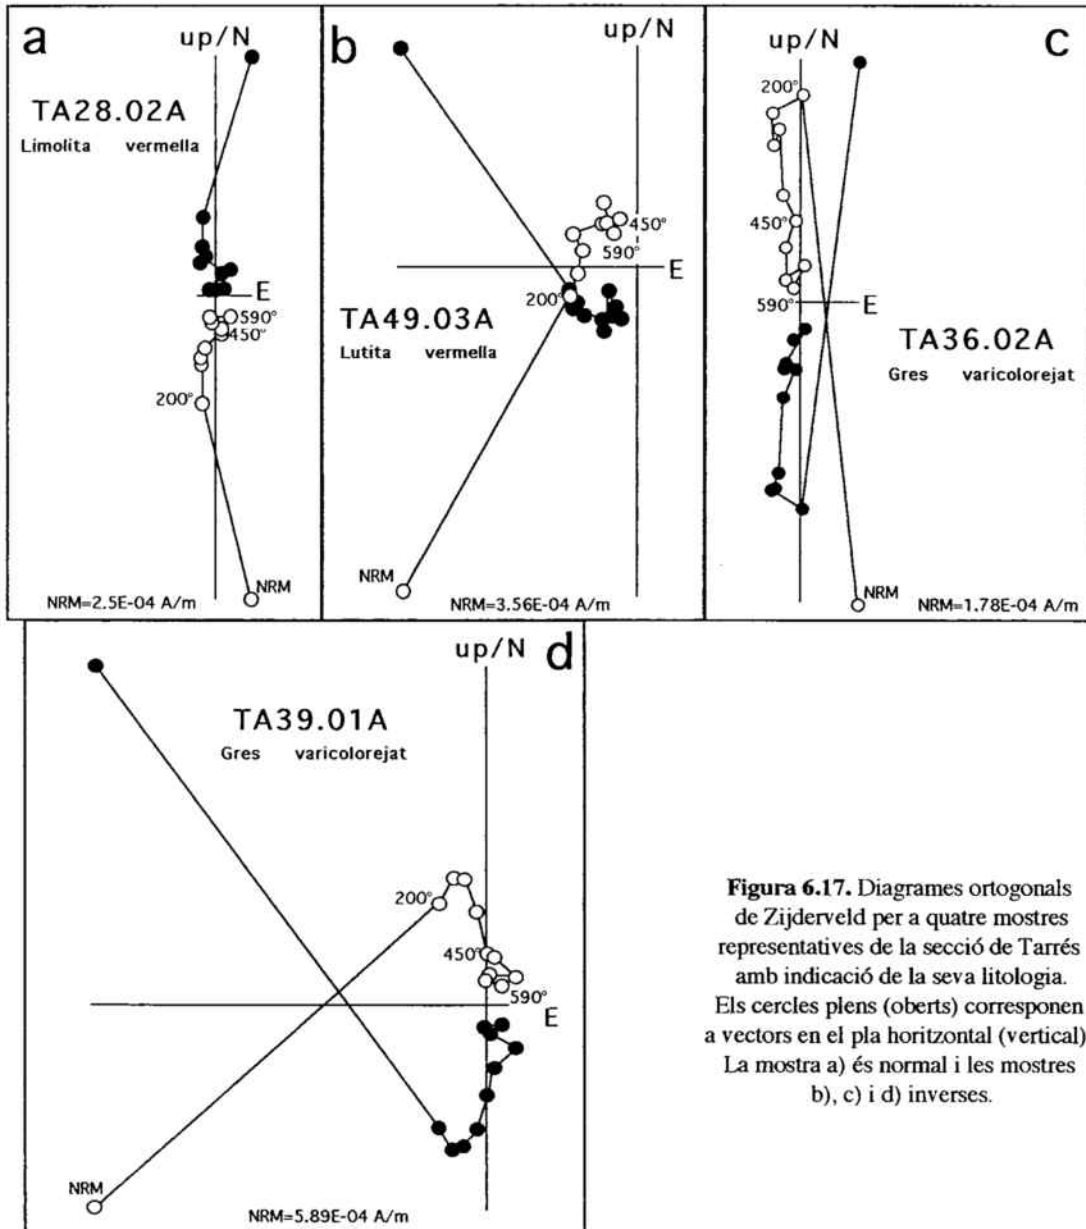 a
up/N
TA28.02A
Limolita vermella
E
590°
450°
200°
NRM
NRM=2.5E-04 A/m
b
up/N
450°
590°
E
200°
TA49.03A
Lutita vermella
NRM
NRM=3.56E-04 A/m
c
up/N
200°
450°
590°
E
TA36.02A
Gres varicolorejat
NRM
NRM=1.78E-04 A/m
d
up/N
TA39.01A
Gres varicolorejat
200°
450°
590°
E
NRM
NRM=5.89E-04 A/m
Figura 6.17. Diagrames ortogonals
de Zijderveld per a quatre mostres
representatives de la secció de Tarrés
amb indicació de la seva litologia.
Els cercles plens (oberts) corresponen
a vectors en el pla horitzontal (vertical)
La mostra a) és normal i les mostres
b), c) i d) inverses.